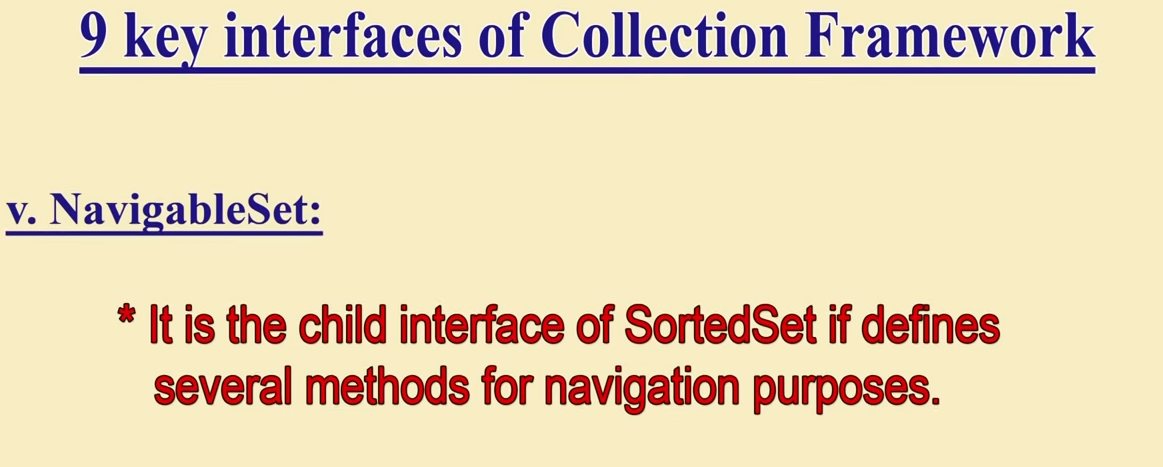 9 key interfaces of Collection Framework
v. NavigableSet:
* It is the child interface of SortedSet if defines
several methods for navigation purposes.